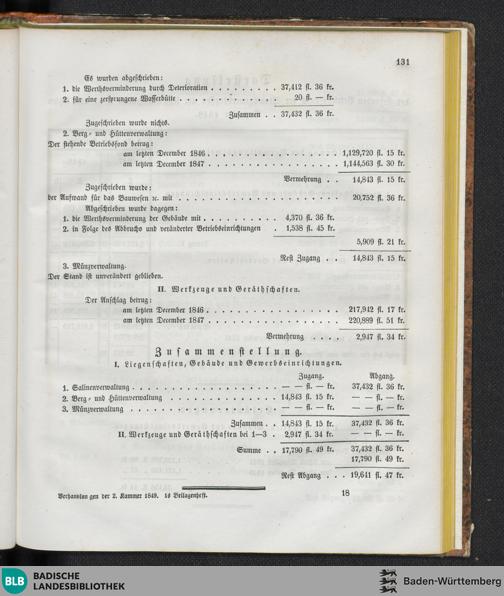 131
Es wurden abgeschrieben:
1. die Werthsverminderung durch Deterioration . . . . . . . . . 37,412 fl. 36 kr.
2. für eine zersprungene Wasserbütte . . . . . . . . . . . . . 20 fl. — kr.
Zusammen . . 37,432 fl. 36 kr.
Zugeschrieben wurde nichts.
2. Berg- und Hüttenverwaltung:
Der stehende Betriebsfond betrug:
am letzten December 1846 . . . . . . . . . . . . . . . . . . 1,129,720 fl. 15 kr.
am letzten December 1847 . . . . . . . . . . . . . . . . . . 1,144,563 fl. 30 kr.
Vermehrung . . 14,843 fl. 15 kr.
Zugeschrieben wurde:
der Aufwand für das Bauwesen ꝛc. mit . . . . . . . . . . . . . . . . . 20,752 fl. 36 kr.
Abgeschrieben wurde dagegen:
1. die Werthsverminderung der Gebäude mit . . . . . . . . . . 4,370 fl. 36 kr.
2. in Folge des Abbruchs und veränderter Betriebseinrichtungen . 1,538 fl. 45 kr.
5,909 fl. 21 kr.
Rest Zugang . . 14,843 fl. 15 kr.
3. Münzverwaltung.
Der Stand ist unverändert geblieben.
II. Werkzeuge und Geräthschaften.
Der Anschlag betrug:
am letzten December 1846 . . . . . . . . . . . . . . . . . . 217,942 fl. 17 kr.
am letzten December 1847 . . . . . . . . . . . . . . . . . . 220,889 fl. 51 kr.
Vermehrung . . . . 2,947 fl. 34 kr.
Zusammenstellung.
I. Liegenschaften, Gebäude und Gewerbseinrichtungen.
Zugang. Abgang.
1. Salinenverwaltung . . . . . . . . . . . . . . . . . . . — — fl. — kr. 37,432 fl. 36 kr.
2. Berg- und Hüttenverwaltung . . . . . . . . . . . . . . 14,843 fl. 15 kr. — — fl. — kr.
3. Münzverwaltung . . . . . . . . . . . . . . . . . . . . — — fl. — kr. — — fl. — kr.
Zusammen . . 14,843 fl. 15 kr. 37,432 fl. 36 kr.
II. Werkzeuge und Geräthschaften bei 1—3 . 2,947 fl. 34 kr. — — fl. — kr.
Summe . . 17,790 fl. 49 kr. 37,432 fl. 36 kr.
17,790 fl. 49 kr.
Rest Abgang . . . 19,641 fl. 47 kr.
Verhandlungen der 2. Kammer 1849. 1s Beilagenheft. 18
BLB BADISCHE
LANDESBIBLIOTHEK
Baden-Württemberg